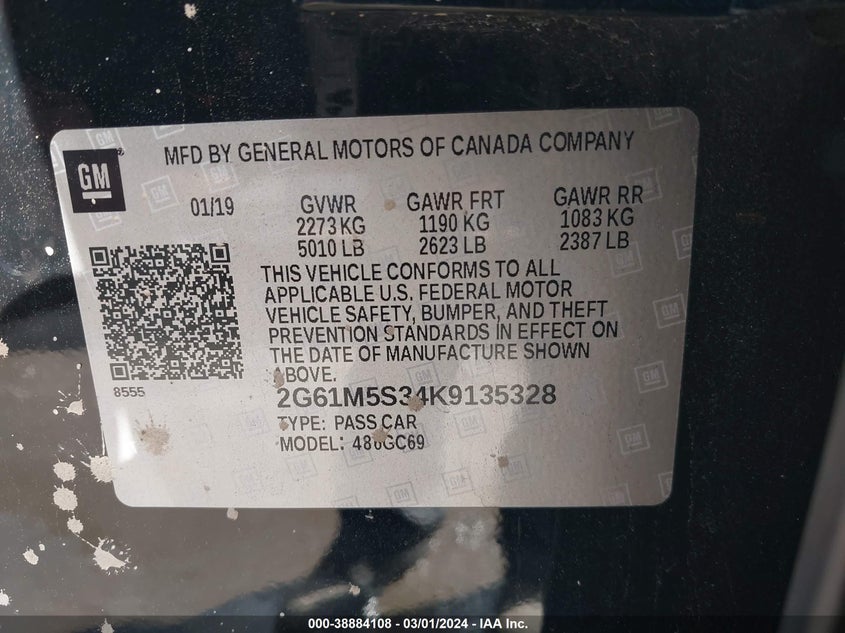 GM
MFD BY GENERAL MOTORS OF CANADA COMPANY
01/19 GVWR GAWR FRT GAWR RR
2273 KG 1190 KG 1083 KG
5010 LB 2623 LB 2387 LB
THIS VEHICLE CONFORMS TO ALL
APPLICABLE U.S. FEDERAL MOTOR
VEHICLE SAFETY, BUMPER, AND THEFT
PREVENTION STANDARDS IN EFFECT ON
THE DATE OF MANUFACTURE SHOWN
ABOVE.
8555
2G61M5S34K9135328
TYPE: PASS CAR
MODEL: 486GC69
000-38884108 - 03/01/2024 - IAA Inc.